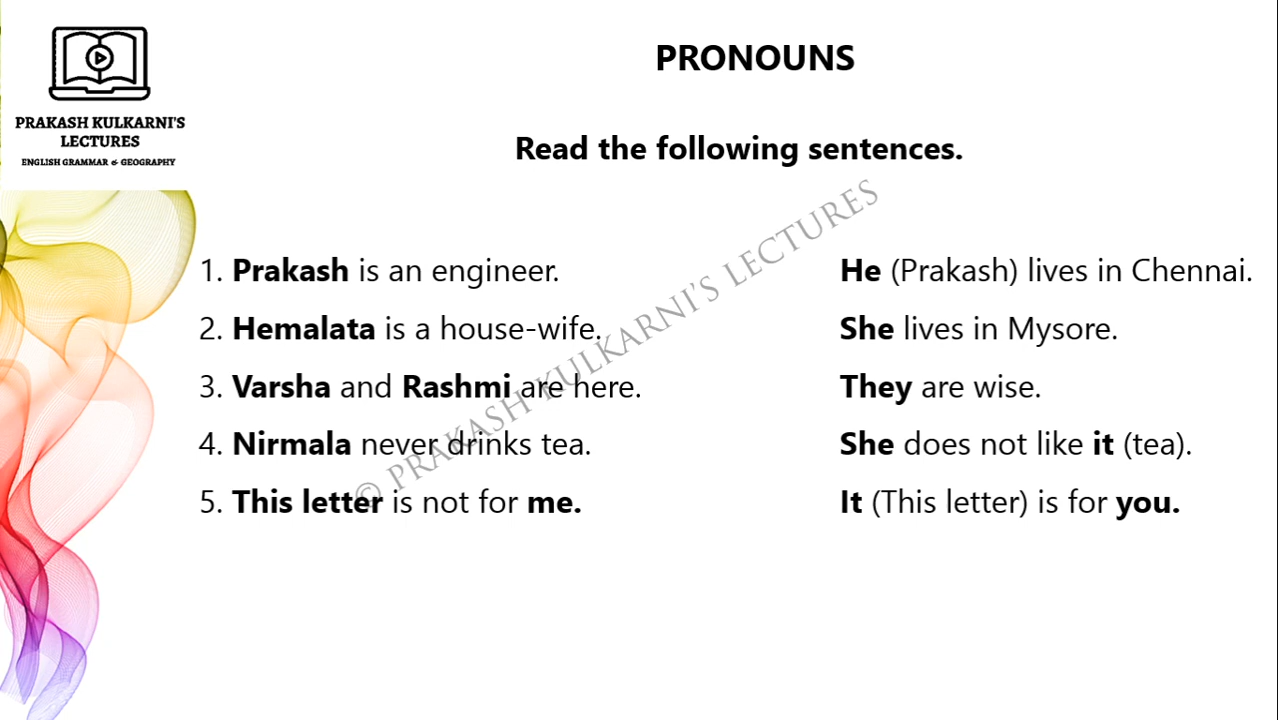 PRAKASH KULKARNI'S
LECTURES
ENGLISH GRAMMAR & GEOGRAPHY
PRONOUNS
Read the following sentences.
1. Prakash is an engineer. He (Prakash) lives in Chennai.
2. Hemalata is a house-wife. She lives in Mysore.
3. Varsha and Rashmi are here. They are wise.
4. Nirmala never drinks tea. She does not like it (tea).
5. This letter is not for me. It (This letter) is for you.
© PRAKASH KULKARNI'S LECTURES